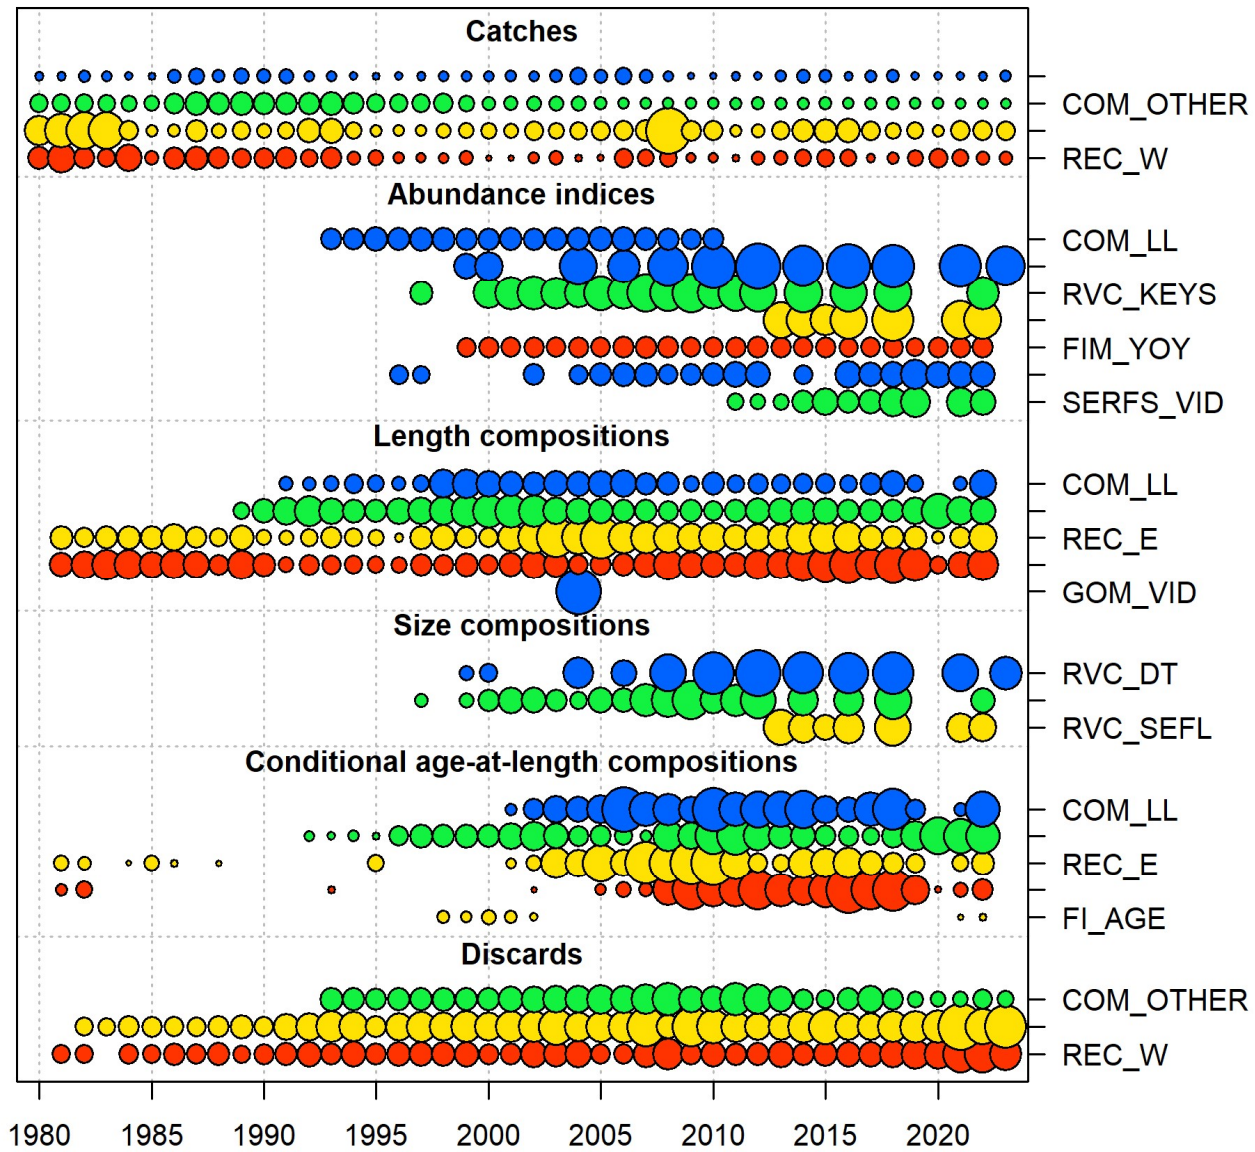 Catches
COM_OTHER
REC_W
Abundance indices
COM_LL
RVC_KEYS
FIM_YOY
SERFS_VID
Length compositions
COM_LL
REC_E
GOM_VID
Size compositions
RVC_DT
RVC_SEFL
Conditional age-at-length compositions
COM_LL
REC_E
FI_AGE
Discards
COM_OTHER
REC_W
1980 1985 1990 1995 2000 2005 2010 2015 2020